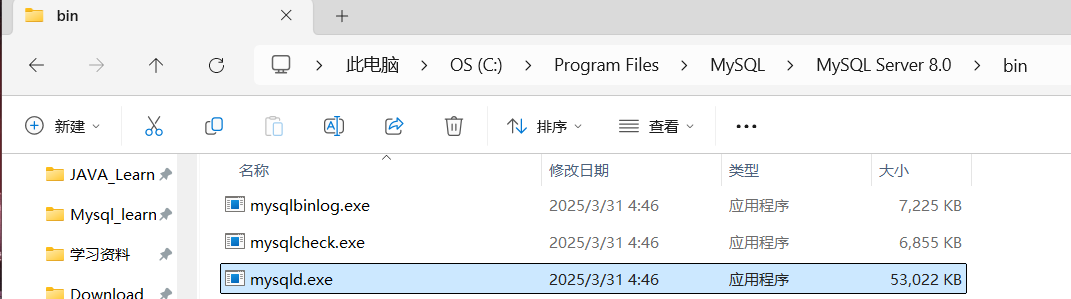 bin
此电脑 OS (C:) Program Files MySQL MySQL Server 8.0 bin
新建 排序 查看
JAVA_Learn
Mysql_learn
学习资料
Download
名称 修改日期 类型 大小
mysqlbinlog.exe 2025/3/31 4:46 应用程序 7,225 KB
mysqlcheck.exe 2025/3/31 4:46 应用程序 6,855 KB
mysqld.exe 2025/3/31 4:46 应用程序 53,022 KB